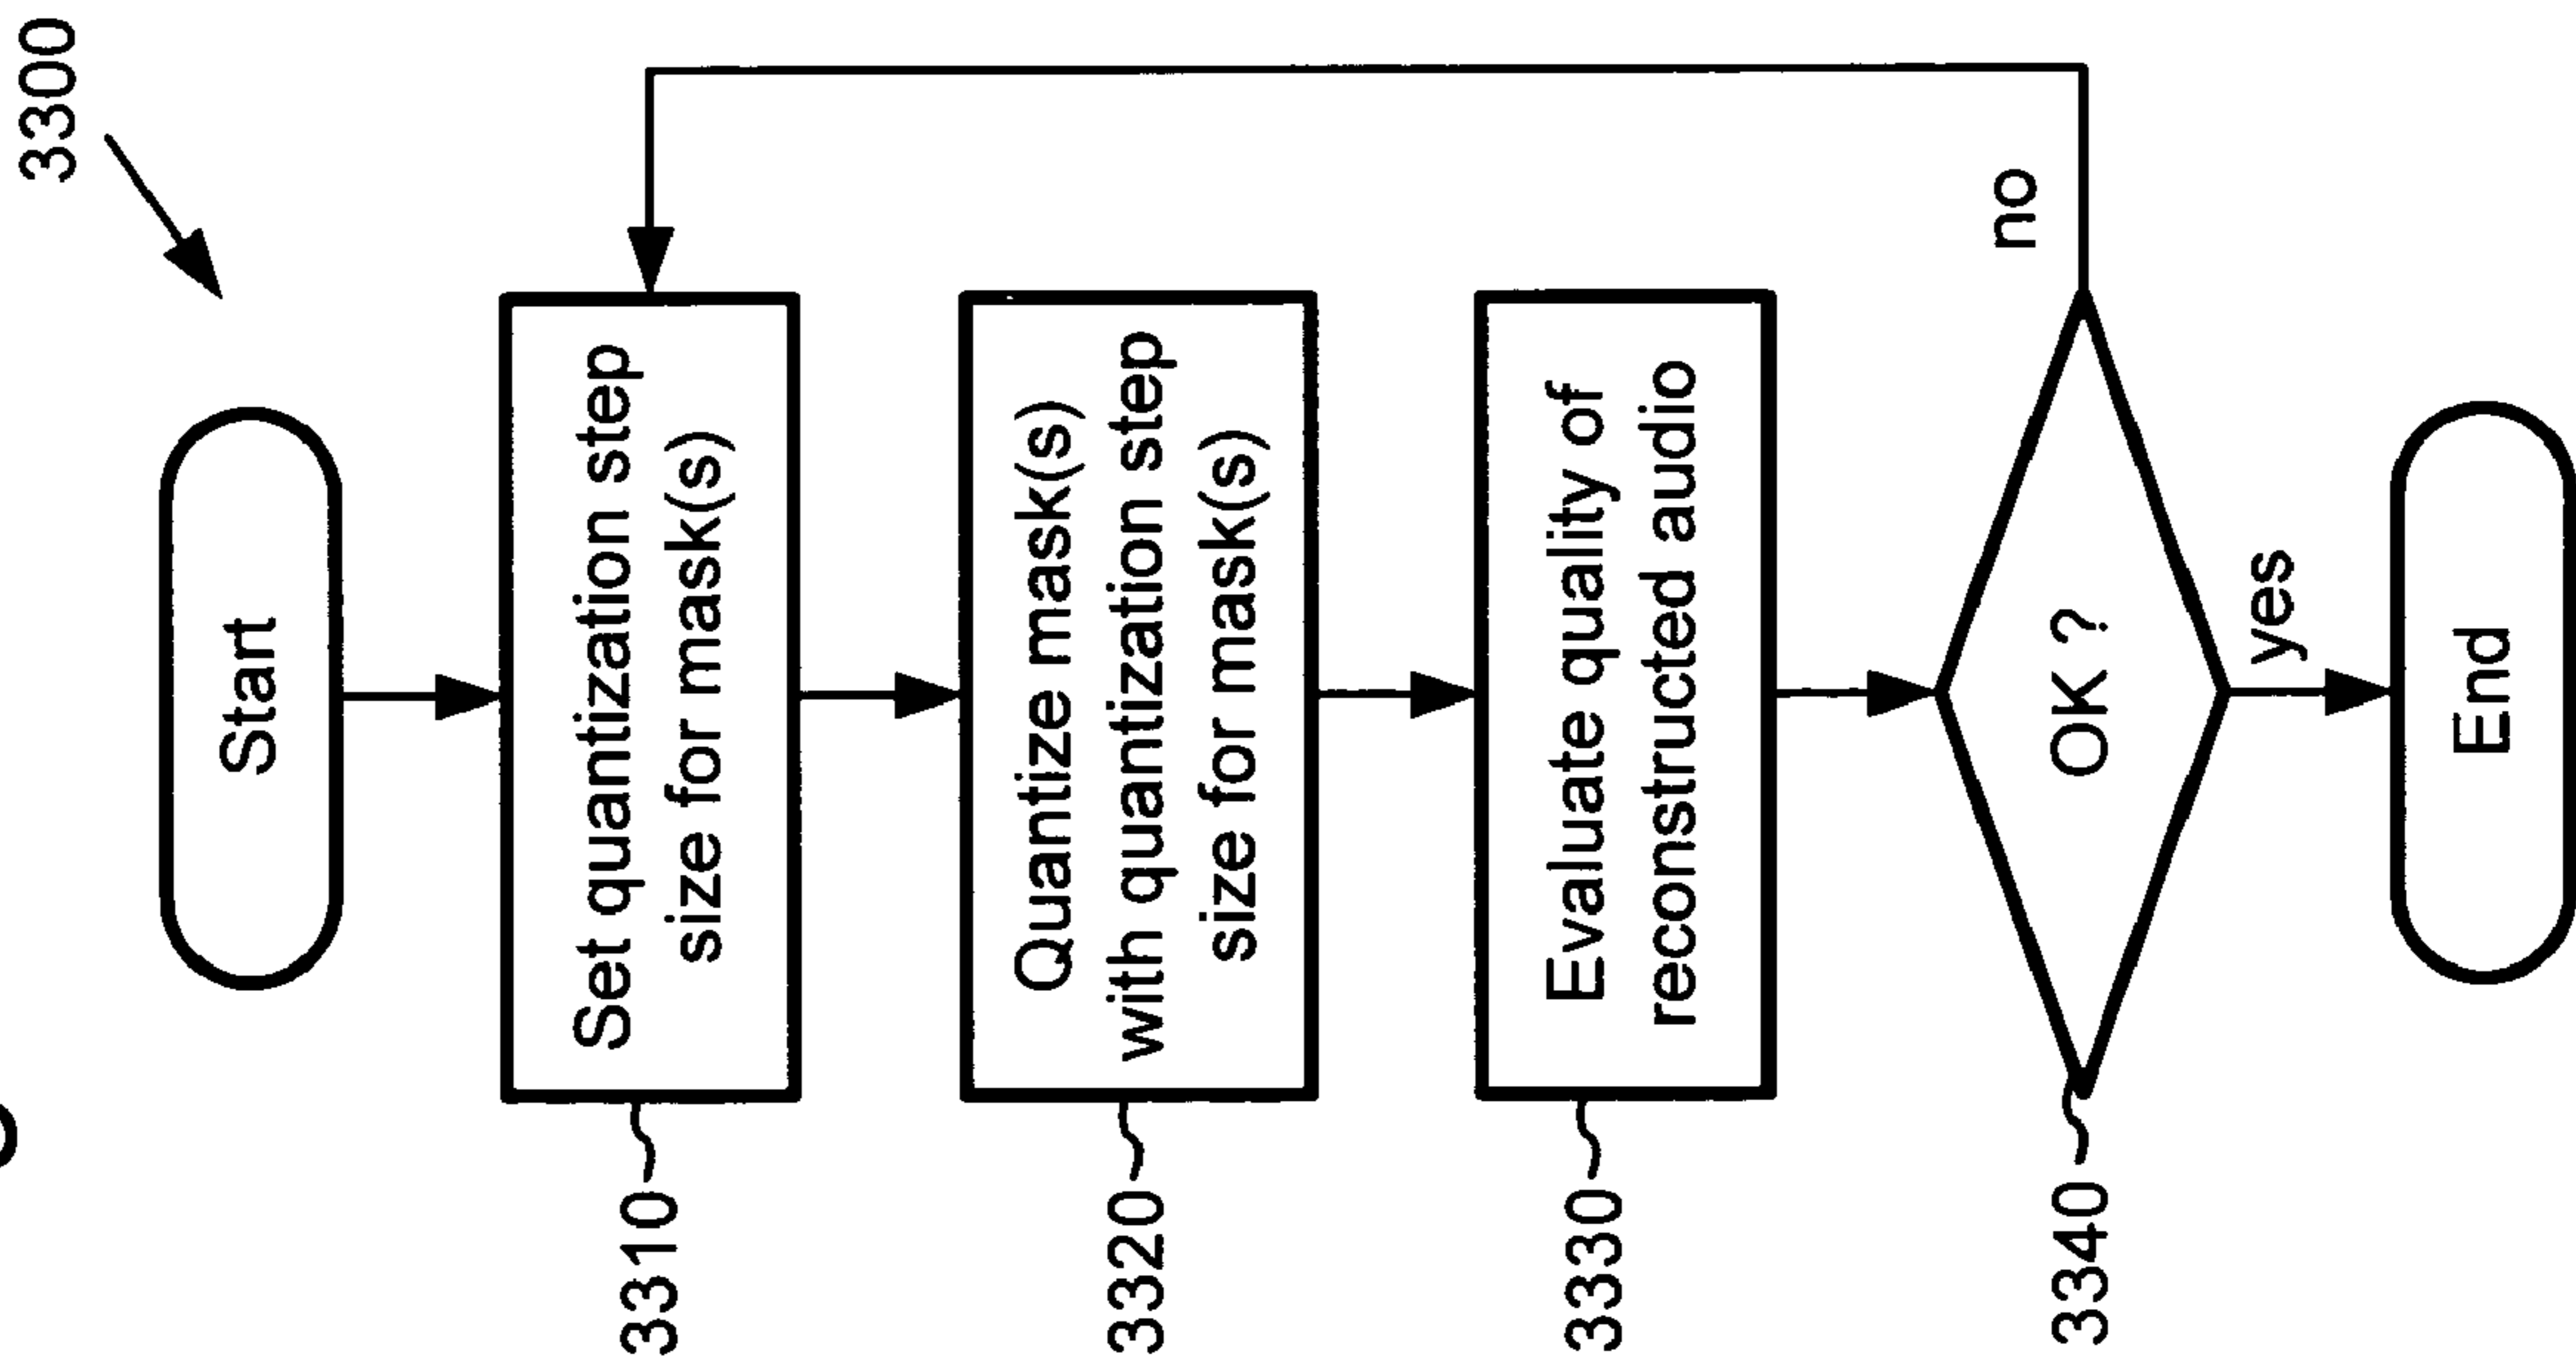 3300
Start
3310
Set quantization step
size for mask(s)
3320
Quantize mask(s)
with quantization step
size for mask(s)
3330
Evaluate quality of
reconstructed audio
3340
OK ?
no
yes
End